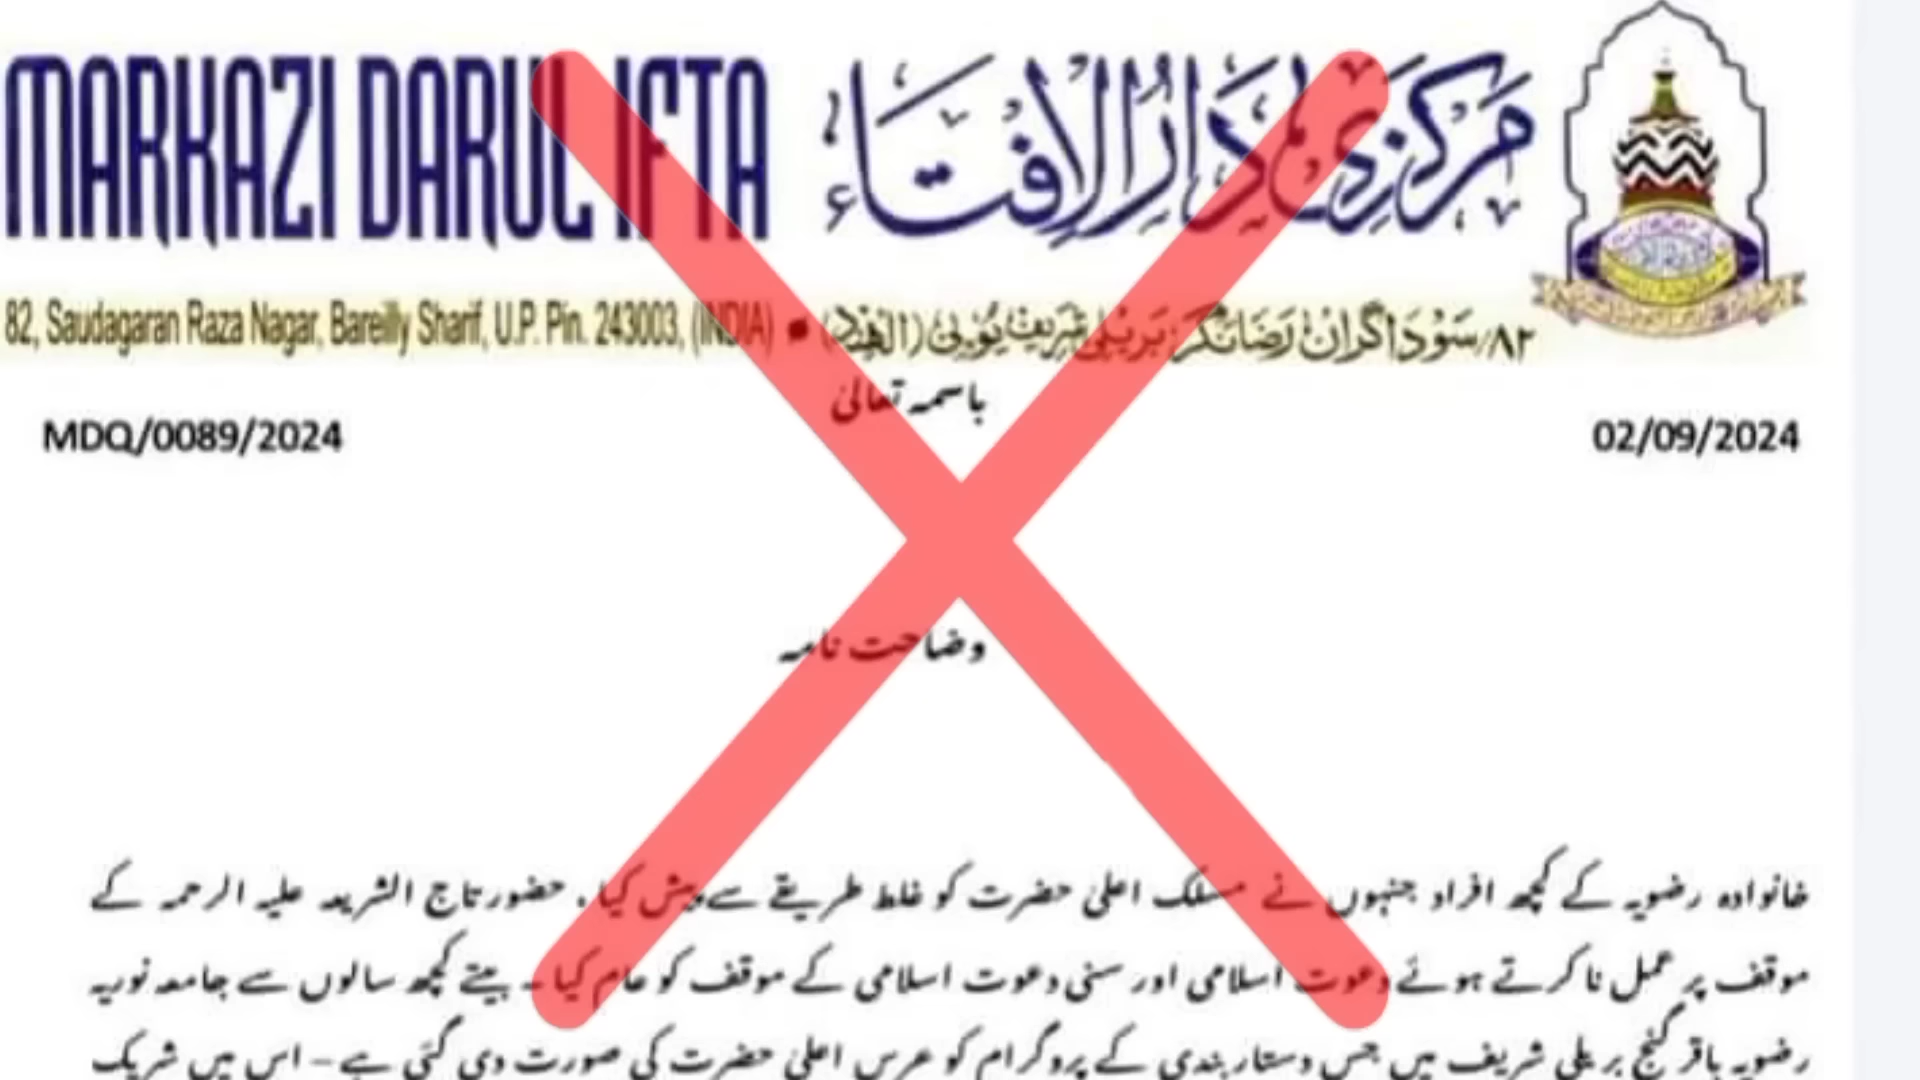 MARKAZI DARUL IFTA
مرکزی دار الافتاء
82, Saudagaran Raza Nagar, Bareilly Sharif, U.P. Pin. 243003, (INDIA) • ۸۲/سوداگران رضا نگر بریلی شریف یوپی (الہند)
باسمہ تعالیٰ
MDQ/0089/2024
02/09/2024
وضاحت نامہ
خانوادہ رضویہ کے کچھ افراد جنہوں نے مسلک اعلیٰ حضرت کو غلط طریقے سے پیش کیا۔ حضور تاج الشریعہ علیہ الرحمہ کے
موقف پر عمل نا کرتے ہوئے دعوت اسلامی اور سنی دعوت اسلامی کے موقف کو عام کیا۔ بیتے کچھ سالوں سے جامعہ نوریہ
رضویہ باقر گنج بریلی شریف میں جس دستار بندی کے پروگرام کو عرس اعلیٰ حضرت کی صورت دی گئی ہے – اس میں شریک